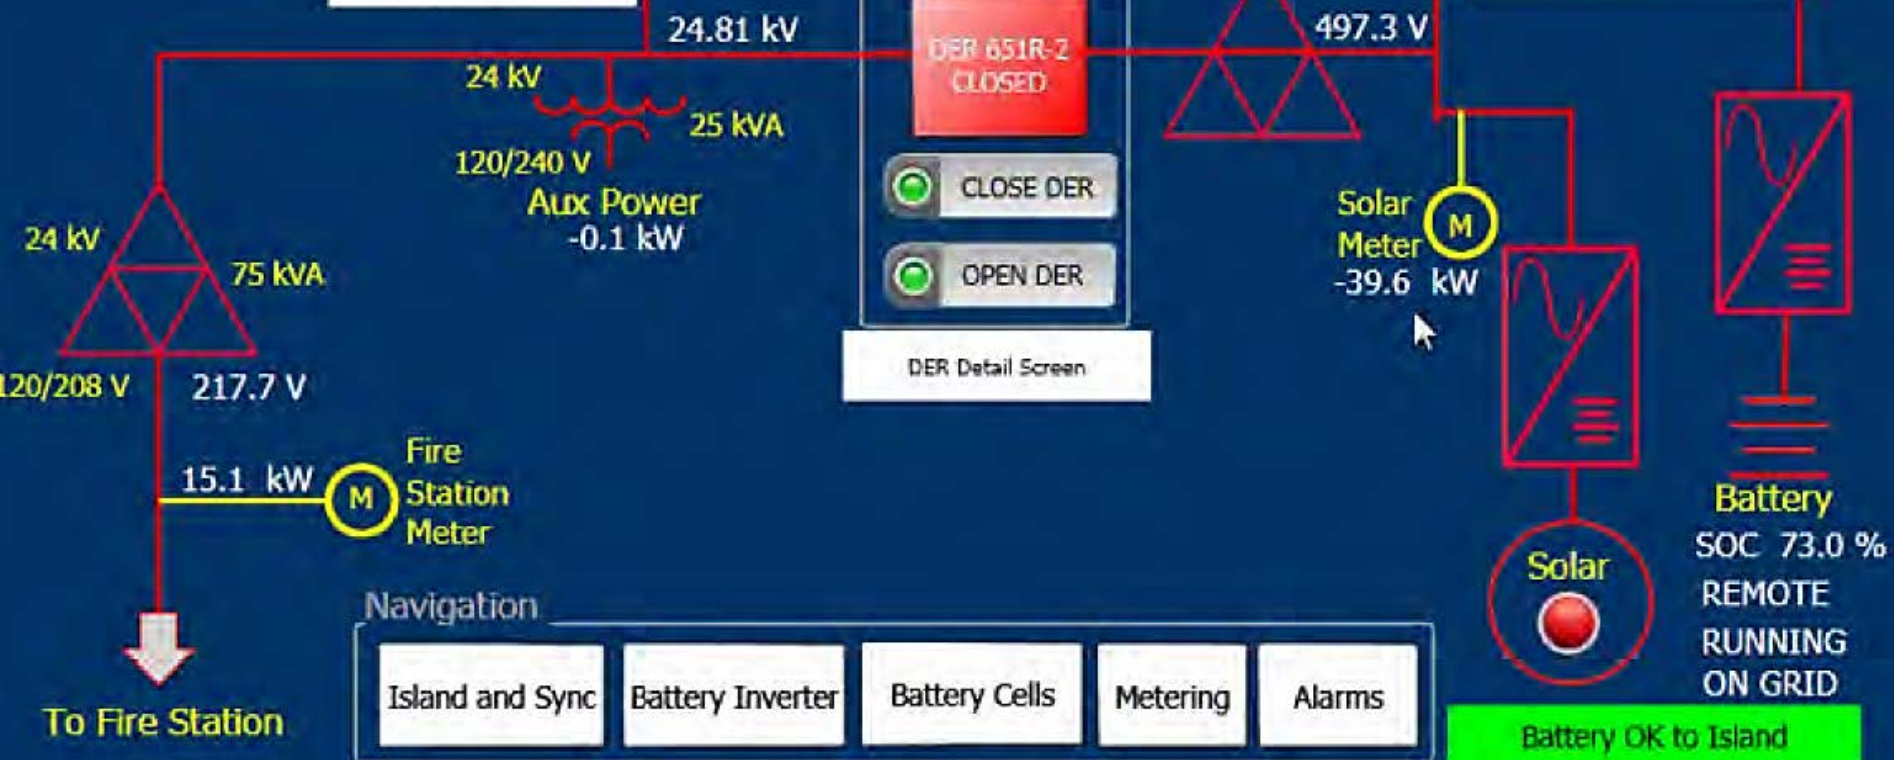 24.81 kV
DER 651R-2
CLOSED
497.3 V
24 kV
25 kVA
120/240 V
Aux Power
-0.1 kW
CLOSE DER
OPEN DER
DER Detail Screen
Solar
Meter
M
-39.6 kW
24 kV
75 kVA
120/208 V
217.7 V
15.1 kW
M
Fire
Station
Meter
To Fire Station
Solar
Battery
SOC 73.0 %
REMOTE
RUNNING
ON GRID
Battery OK to Island
Navigation
Island and Sync
Battery Inverter
Battery Cells
Metering
Alarms